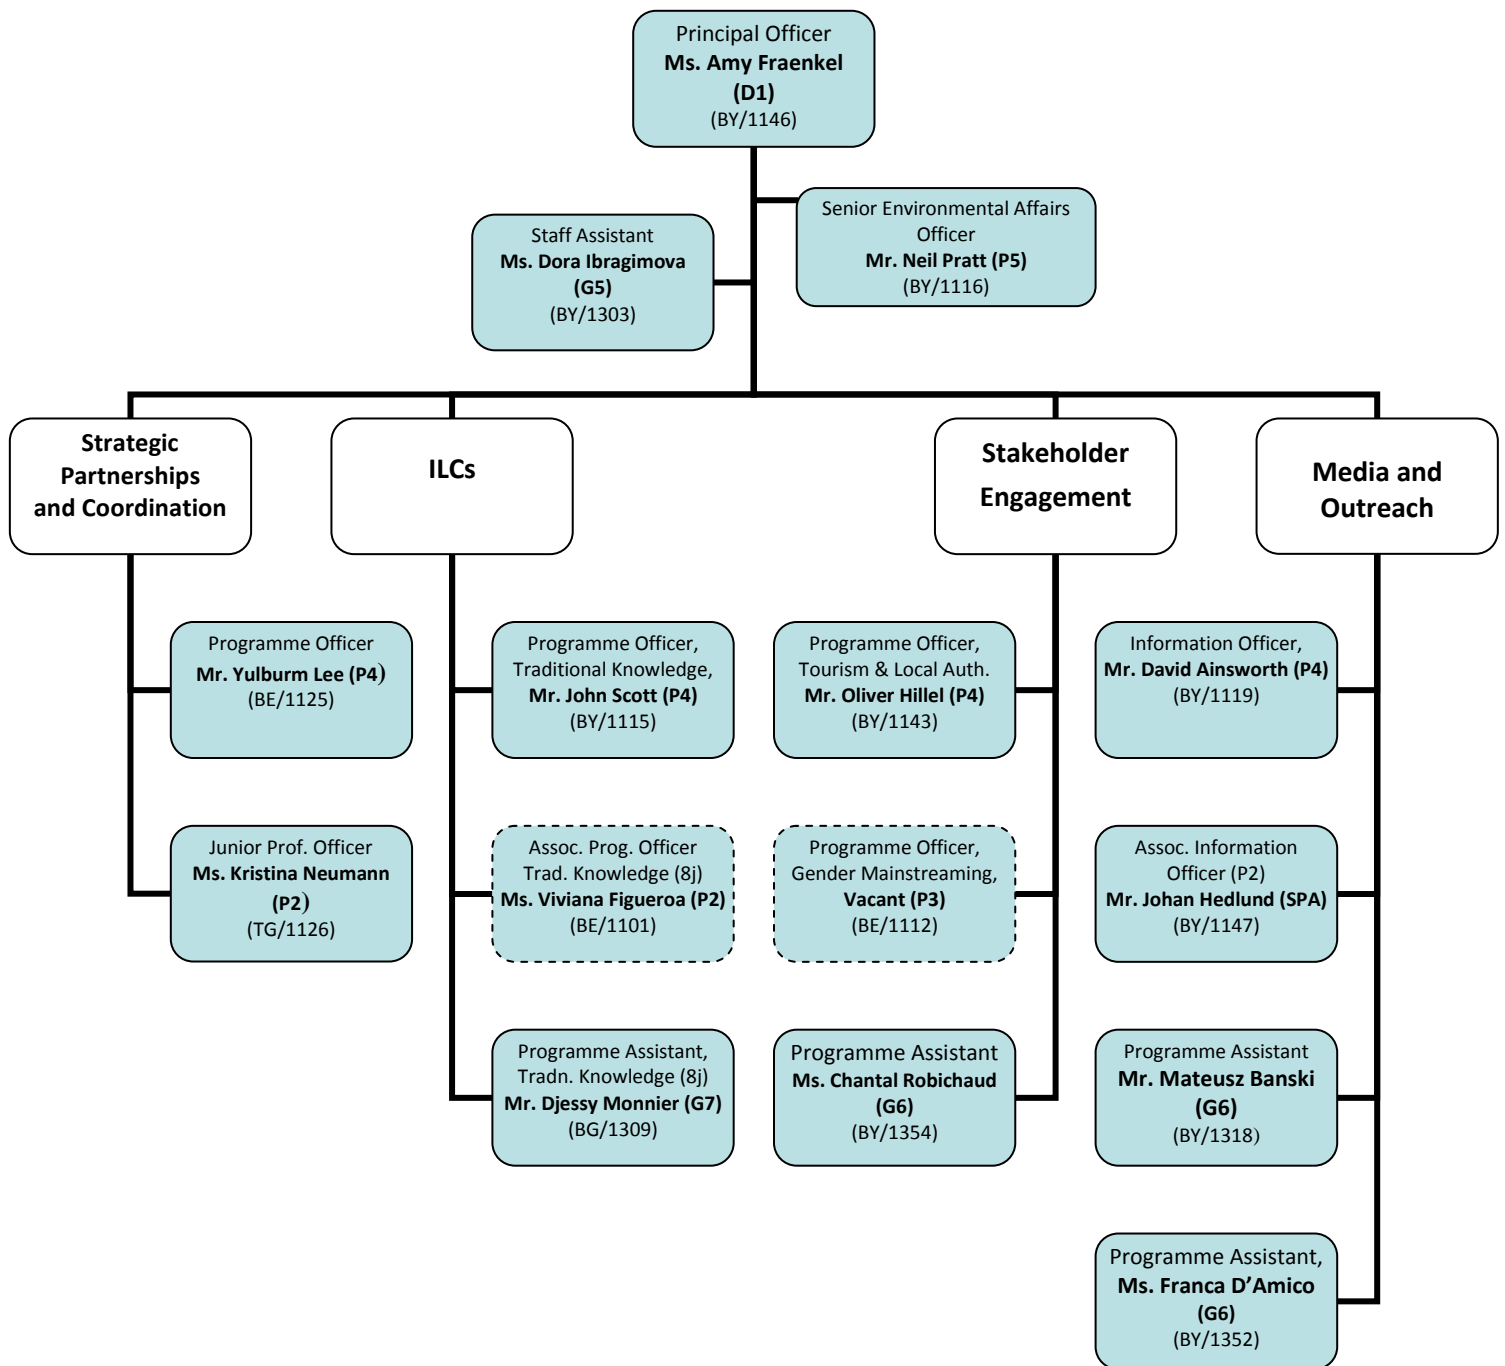 Principal Officer
Ms. Amy Fraenkel
(D1)
(BY/1146)
Senior Environmental Affairs
Officer
Mr. Neil Pratt (P5)
(BY/1116)
Staff Assistant
Ms. Dora Ibragimova
(G5)
(BY/1303)
Strategic
Partnerships
and Coordination
ILCs
Stakeholder
Engagement
Media and
Outreach
Programme Officer
Mr. Yulburm Lee (P4)
(BE/1125)
Programme Officer,
Traditional Knowledge,
Mr. John Scott (P4)
(BY/1115)
Programme Officer,
Tourism & Local Auth.
Mr. Oliver Hillel (P4)
(BY/1143)
Information Officer,
Mr. David Ainsworth (P4)
(BY/1119)
Junior Prof. Officer
Ms. Kristina Neumann
(P2)
(TG/1126)
Assoc. Prog. Officer
Trad. Knowledge (8j)
Ms. Viviana Figueroa (P2)
(BE/1101)
Programme Officer,
Gender Mainstreaming,
Vacant (P3)
(BE/1112)
Assoc. Information
Officer (P2)
Mr. Johan Hedlund (SPA)
(BY/1147)
Programme Assistant,
Tradn. Knowledge (8j)
Mr. Djessy Monnier (G7)
(BG/1309)
Programme Assistant
Ms. Chantal Robichaud
(G6)
(BY/1354)
Programme Assistant
Mr. Mateusz Banski
(G6)
(BY/1318)
Programme Assistant,
Ms. Franca D’Amico
(G6)
(BY/1352)